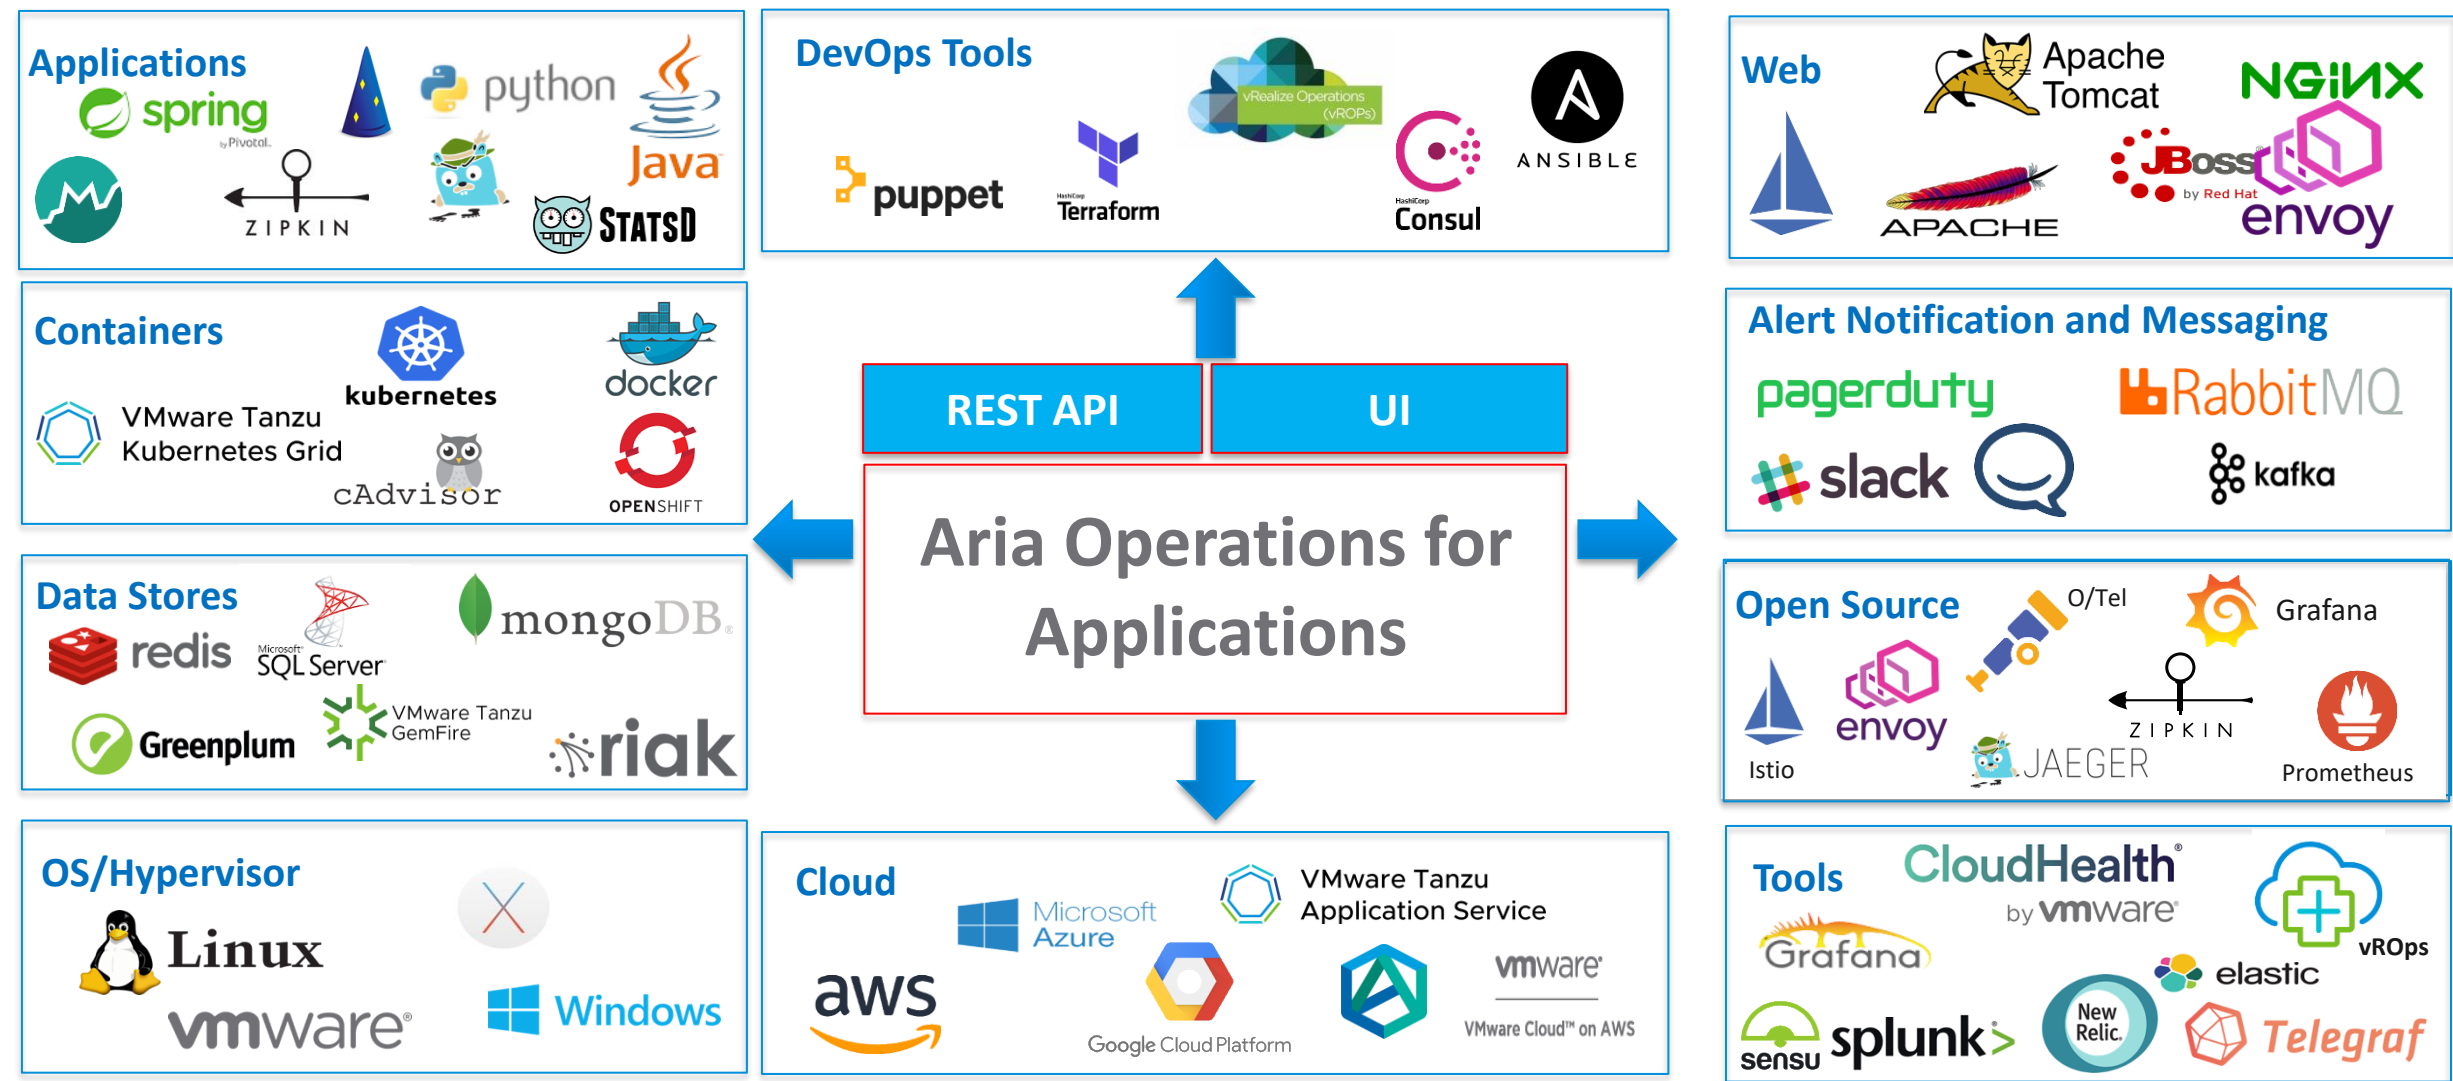 Applications
spring
by Pivotal.
python
Java
ZIPKIN
STATSD
DevOps Tools
vRealize Operations
(vROPs)
puppet
HashiCorp
Terraform
HashiCorp
Consul
ANSIBLE
Web
Apache
Tomcat
NGINX
APACHE
JBoss
by Red Hat
envoy
Containers
kubernetes
docker
VMware Tanzu
Kubernetes Grid
cAdvisor
OPENSHIFT
REST API
UI
Aria Operations for
Applications
Alert Notification and Messaging
pagerduty
RabbitMQ
slack
kafka
Data Stores
redis
Microsoft
SQL Server
mongoDB®
Greenplum
VMware Tanzu
GemFire
riak
Open Source
O/Tel
Grafana
envoy
Istio
JAEGER
ZIPKIN
Prometheus
OS/Hypervisor
Linux
vmware®
Windows
Cloud
Microsoft
Azure
VMware Tanzu
Application Service
aws
Google Cloud Platform
vmware®
VMware Cloud™ on AWS
Tools
CloudHealth®
by vmware®
vROps
Grafana
elastic
sensu
splunk>
New
Relic.
Telegraf